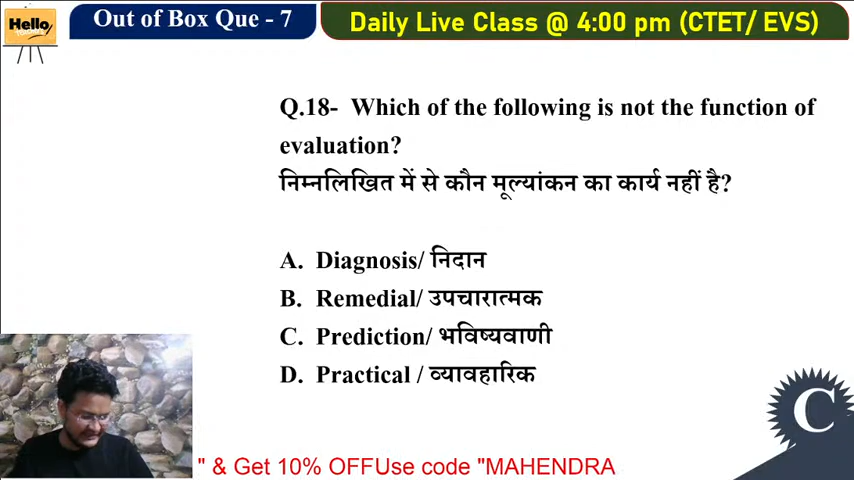 Hello
Out of Box Que - 7
Daily Live Class @ 4:00 pm (CTET/ EVS)
Q.18- Which of the following is not the function of
evaluation?
निम्नलिखित में से कौन मूल्यांकन का कार्य नहीं है?
A. Diagnosis/ निदान
B. Remedial/ उपचारात्मक
C. Prediction/ भविष्यवाणी
D. Practical / व्यावहारिक
C
" & Get 10% OFFUse code "MAHENDRA